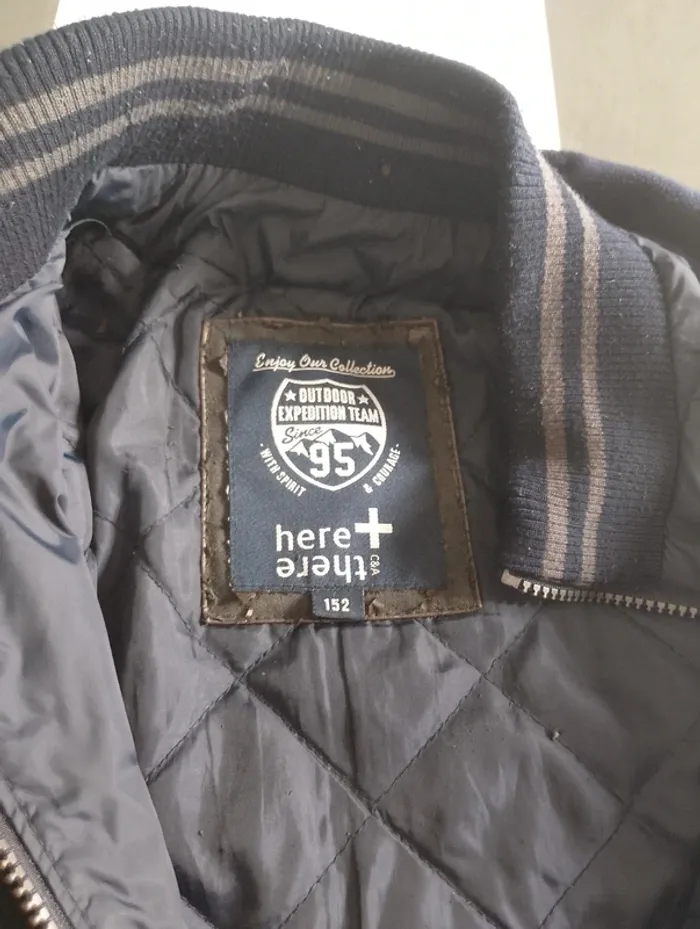 Enjoy Our Collection
OUTDOOR
EXPEDITION TEAM
Since
95
· WITH SPIRIT
& COURAGE ·
here+
there
C&A
152